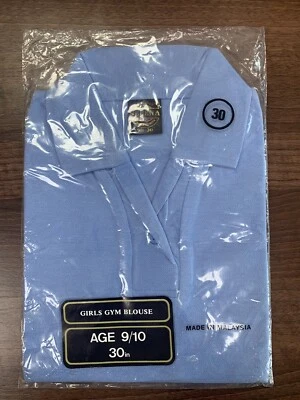 30
GIRLS GYM BLOUSE
AGE 9/10
30in
MADE IN MALAYSIA